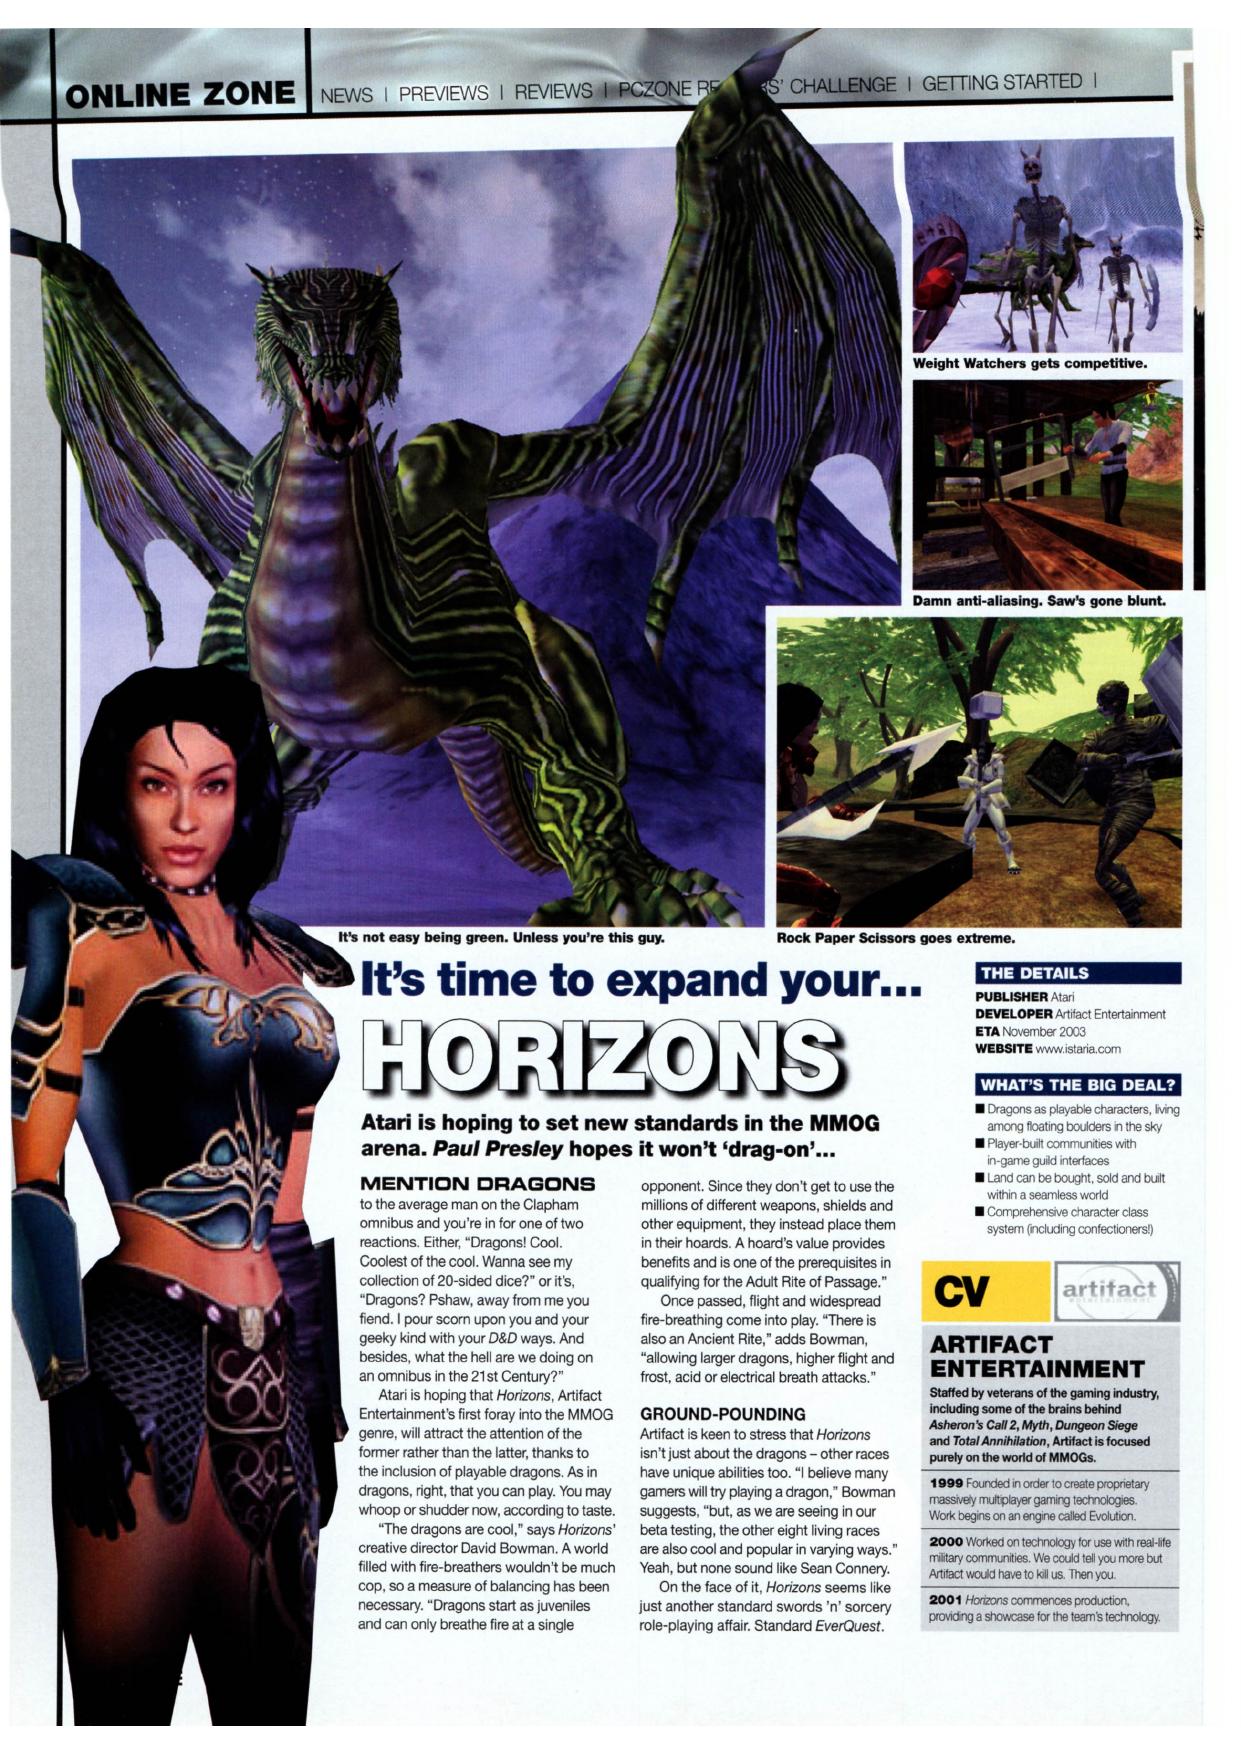 ONLINE ZONE
NEWS | PREVIEWS | REVIEWS | PCZONE RE RS' CHALLENGE | GETTING STARTED |
Weight Watchers gets competitive.
Damn anti-aliasing. Saw's gone blunt.
It's not easy being green. Unless you're this guy.
Rock Paper Scissors goes extreme.
It's time to expand your...
HORIZONS
Atari is hoping to set new standards in the MMOG
arena. Paul Presley hopes it won't 'drag-on'...
MENTION DRAGONS
to the average man on the Clapham
omnibus and you're in for one of two
reactions. Either, "Dragons! Cool.
Coolest of the cool. Wanna see my
collection of 20-sided dice?" or it's,
"Dragons? Pshaw, away from me you
fiend. I pour scorn upon you and your
geeky kind with your D&D ways. And
besides, what the hell are we doing on
an omnibus in the 21st Century?"
Atari is hoping that Horizons, Artifact
Entertainment's first foray into the MMOG
genre, will attract the attention of the
former rather than the latter, thanks to
the inclusion of playable dragons. As in
dragons, right, that you can play. You may
whoop or shudder now, according to taste.
"The dragons are cool," says Horizons'
creative director David Bowman. A world
filled with fire-breathers wouldn't be much
cop, so a measure of balancing has been
necessary. "Dragons start as juveniles
and can only breathe fire at a single
opponent. Since they don't get to use the
millions of different weapons, shields and
other equipment, they instead place them
in their hoards. A hoard's value provides
benefits and is one of the prerequisites in
qualifying for the Adult Rite of Passage."
Once passed, flight and widespread
fire-breathing come into play. "There is
also an Ancient Rite," adds Bowman,
"allowing larger dragons, higher flight and
frost, acid or electrical breath attacks."
GROUND-POUNDING
Artifact is keen to stress that Horizons
isn't just about the dragons – other races
have unique abilities too. "I believe many
gamers will try playing a dragon," Bowman
suggests, "but, as we are seeing in our
beta testing, the other eight living races
are also cool and popular in varying ways."
Yeah, but none sound like Sean Connery.
On the face of it, Horizons seems like
just another standard swords 'n' sorcery
role-playing affair. Standard EverQuest.
THE DETAILS
PUBLISHER Atari
DEVELOPER Artifact Entertainment
ETA November 2003
WEBSITE www.istaria.com
WHAT'S THE BIG DEAL?
■ Dragons as playable characters, living
among floating boulders in the sky
■ Player-built communities with
in-game guild interfaces
■ Land can be bought, sold and built
within a seamless world
■ Comprehensive character class
system (including confectioners!)
CV
artifact
entertainment
ARTIFACT
ENTERTAINMENT
Staffed by veterans of the gaming industry,
including some of the brains behind
Asheron's Call 2, Myth, Dungeon Siege
and Total Annihilation, Artifact is focused
purely on the world of MMOGs.
1999 Founded in order to create proprietary
massively multiplayer gaming technologies.
Work begins on an engine called Evolution.
2000 Worked on technology for use with real-life
military communities. We could tell you more but
Artifact would have to kill us. Then you.
2001 Horizons commences production,
providing a showcase for the team's technology.